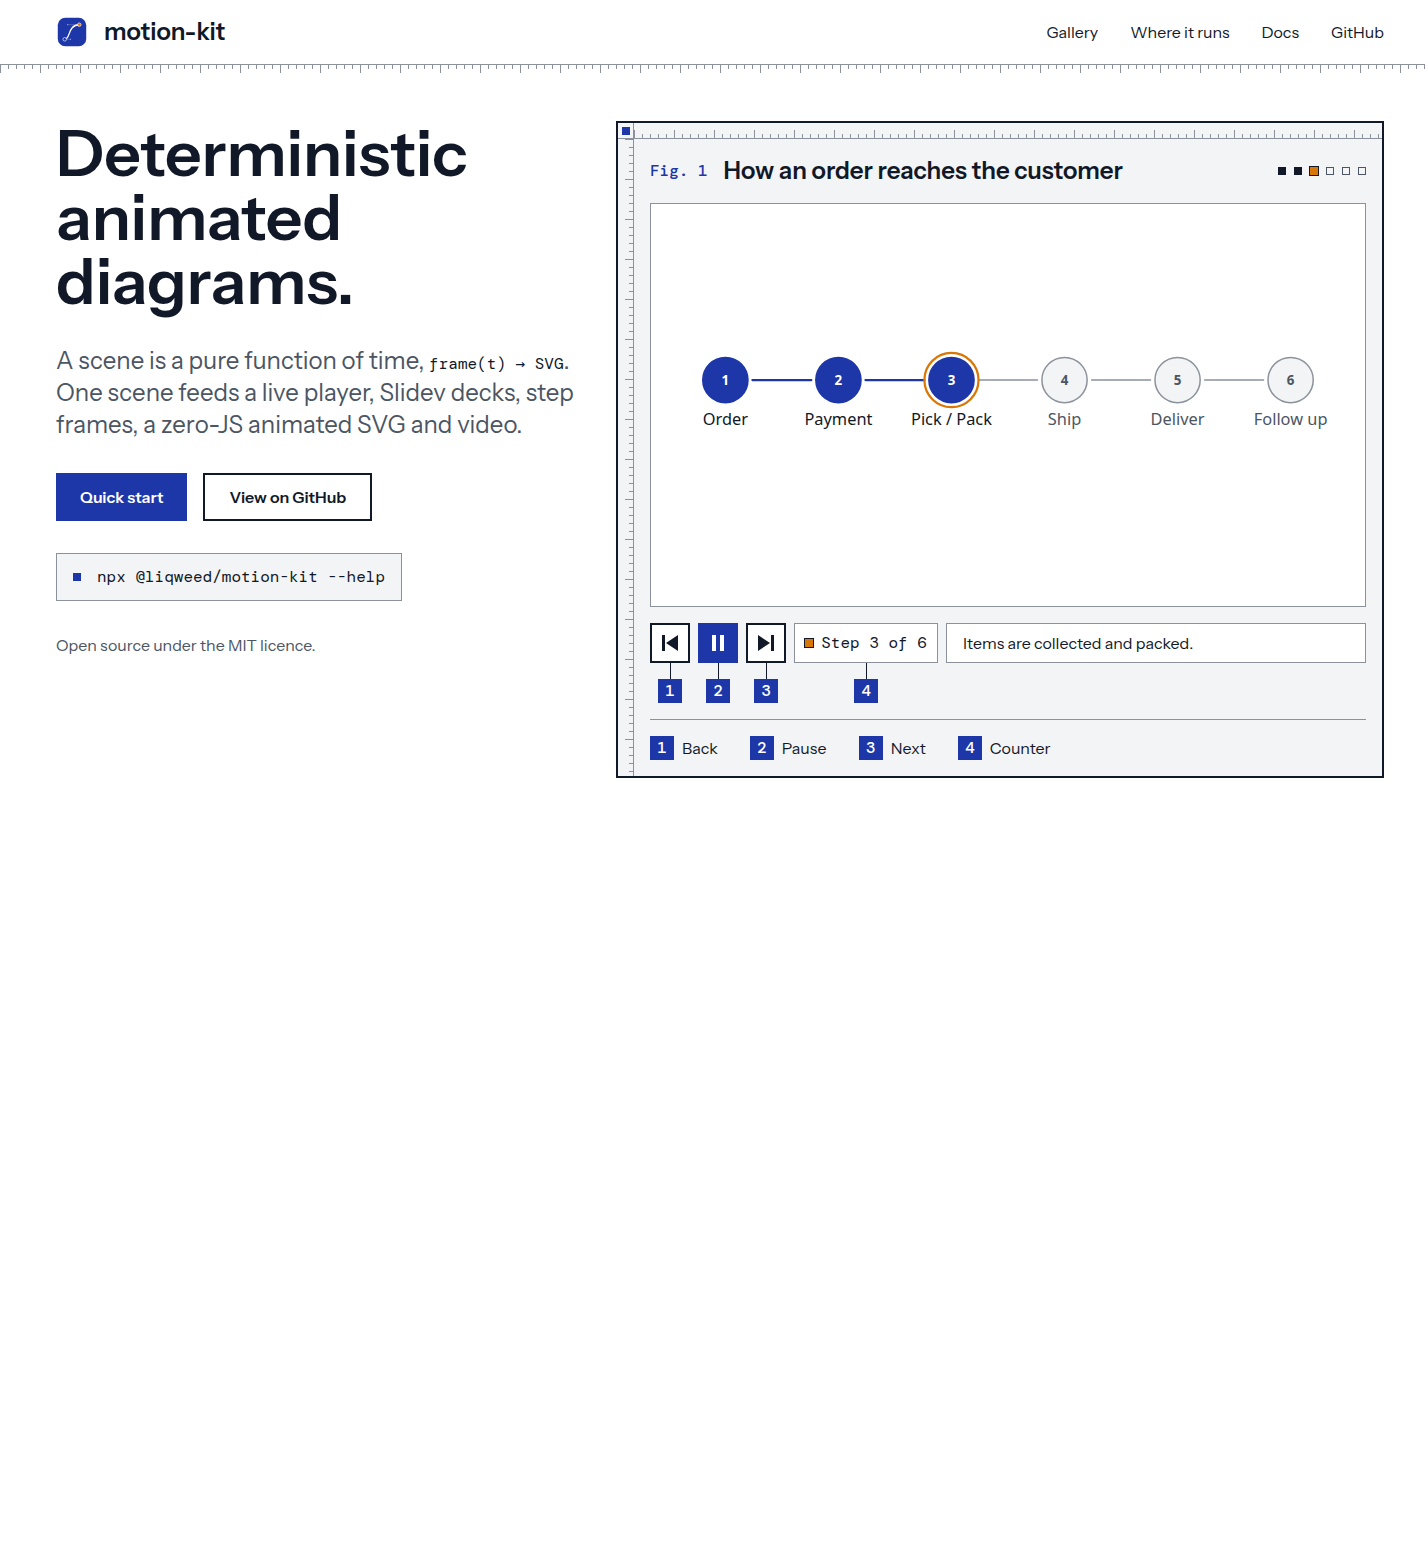 motion-kit
Gallery Where it runs Docs GitHub
Deterministic
animated
diagrams.
A scene is a pure function of time, frame(t) → SVG.
One scene feeds a live player, Slidev decks, step
frames, a zero-JS animated SVG and video.
Quick start
View on GitHub
npx @liqweed/motion-kit --help
Open source under the MIT licence.
Fig. 1 How an order reaches the customer
1 2 3 4 5 6
Order Payment Pick / Pack Ship Deliver Follow up
Step 3 of 6
Items are collected and packed.
1 2 3 4
1 Back 2 Pause 3 Next 4 Counter